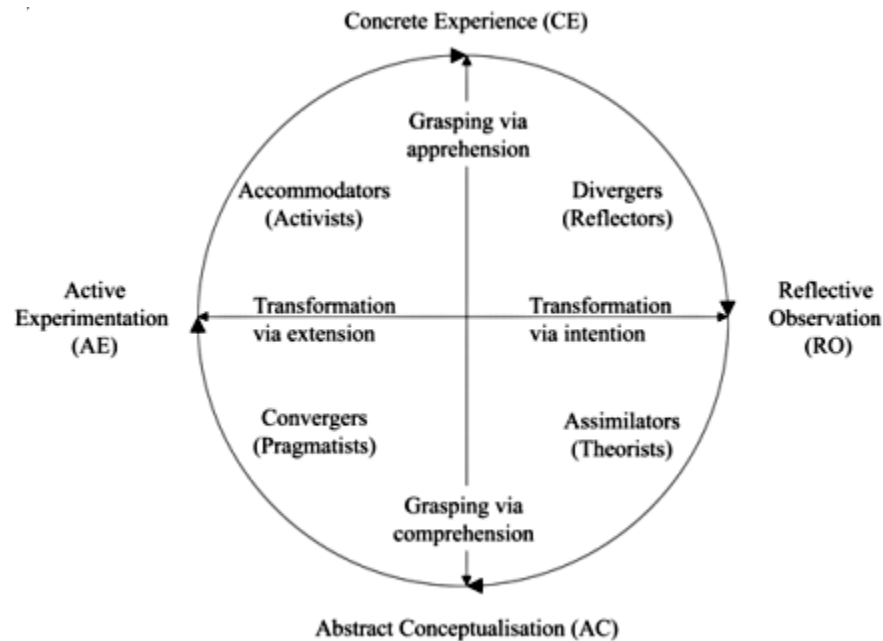 Concrete Experience (CE)
Grasping via
apprehension
Accommodators
(Activists)
Divergers
(Reflectors)
Active
Experimentation
(AE)
Transformation
via extension
Transformation
via intention
Reflective
Observation
(RO)
Convergers
(Pragmatists)
Assimilators
(Theorists)
Grasping via
comprehension
Abstract Conceptualisation (AC)